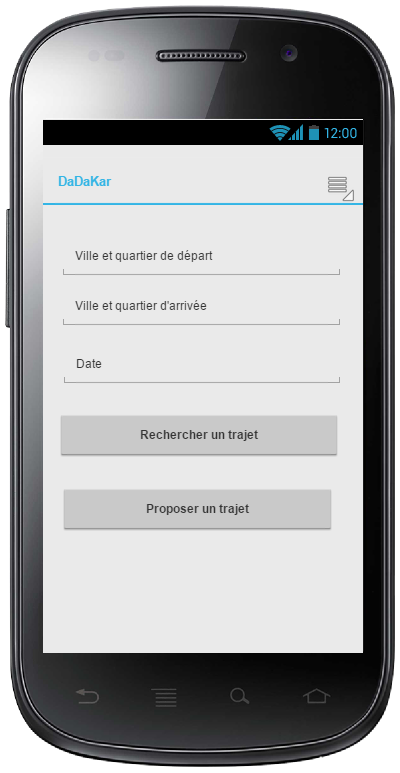 12:00
DaDaKar
Ville et quartier de départ
Ville et quartier d'arrivée
Date
Rechercher un trajet
Proposer un trajet